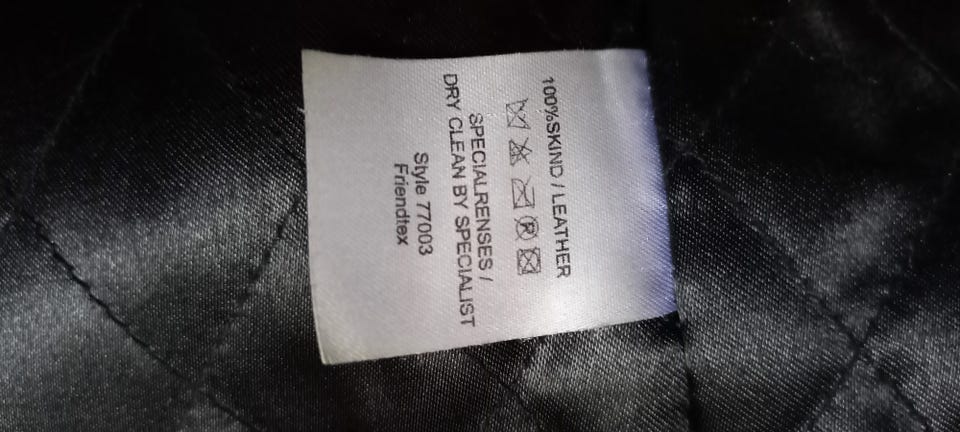 100%SKIND / LEATHER
SPECIALRENSES /
DRY CLEAN BY SPECIALIST
Style 77003
Friendtex